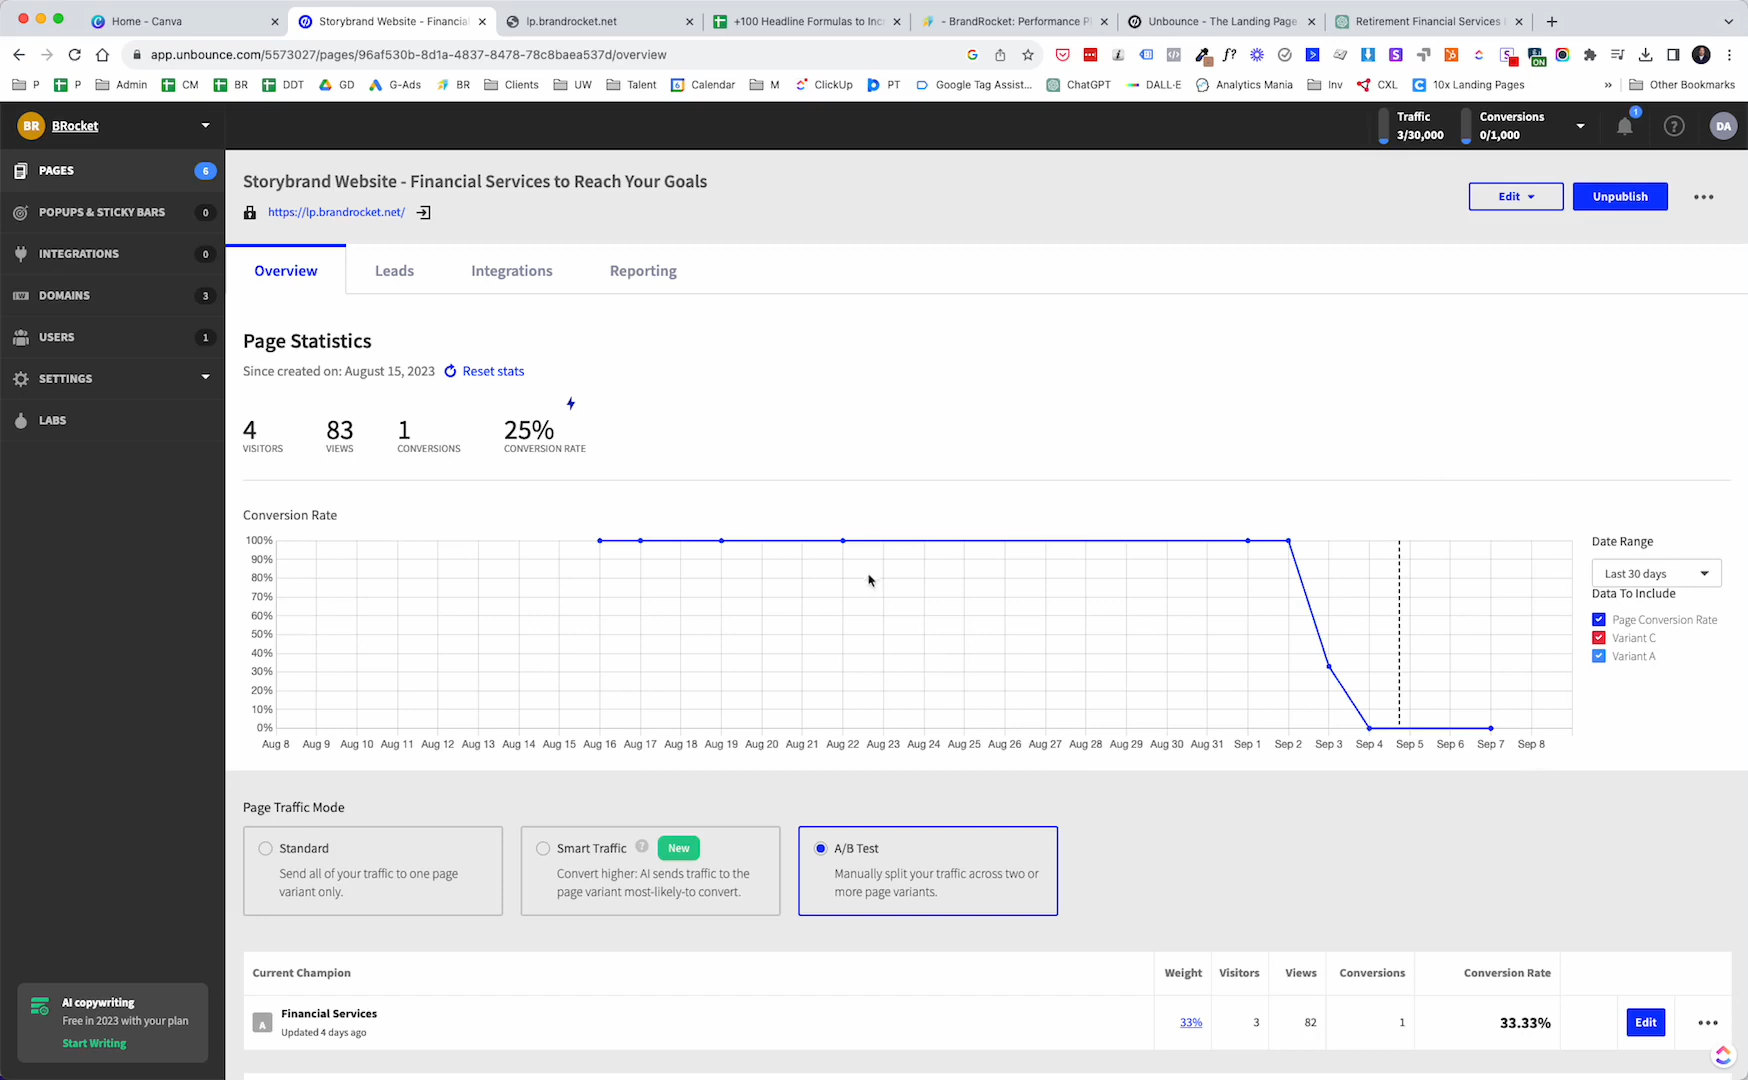 Home - Canva
Storybrand Website - Financial
lp.brandrocket.net
+100 Headline Formulas to Inc
- BrandRocket: Performance P
Unbounce - The Landing Page
Retirement Financial Services
app.unbounce.com/5573027/pages/96af530b-8d1a-4837-8478-78c8baea537d/overview
P
P
Admin
CM
BR
DDT
GD
G-Ads
BR
Clients
UW
Talent
Calendar
M
ClickUp
PT
Google Tag Assist...
ChatGPT
DALL·E
Analytics Mania
Inv
CXL
10x Landing Pages
»
Other Bookmarks
BR BRocket
Traffic
3/30,000
Conversions
0/1,000
1
DA
PAGES 6
POPUPS & STICKY BARS 0
INTEGRATIONS 0
DOMAINS 3
USERS 1
SETTINGS
LABS
AI copywriting
Free in 2023 with your plan
Start Writing
Storybrand Website - Financial Services to Reach Your Goals
https://lp.brandrocket.net/
Edit
Unpublish
Overview Leads Integrations Reporting
Page Statistics
Since created on: August 15, 2023 Reset stats
4 83 1 25%
VISITORS VIEWS CONVERSIONS CONVERSION RATE
Conversion Rate
100%
90%
80%
70%
60%
50%
40%
30%
20%
10%
0%
Aug 8 Aug 9 Aug 10 Aug 11 Aug 12 Aug 13 Aug 14 Aug 15 Aug 16 Aug 17 Aug 18 Aug 19 Aug 20 Aug 21 Aug 22 Aug 23 Aug 24 Aug 25 Aug 26 Aug 27 Aug 28 Aug 29 Aug 30 Aug 31 Sep 1 Sep 2 Sep 3 Sep 4 Sep 5 Sep 6 Sep 7 Sep 8
Date Range
Last 30 days
Data To Include
Page Conversion Rate
Variant C
Variant A
Page Traffic Mode
Standard
Send all of your traffic to one page
variant only.
Smart Traffic ? New
Convert higher: AI sends traffic to the
page variant most-likely-to convert.
A/B Test
Manually split your traffic across two or
more page variants.
Current Champion Weight Visitors Views Conversions Conversion Rate
A Financial Services 33% 3 82 1 33.33% Edit
Updated 4 days ago